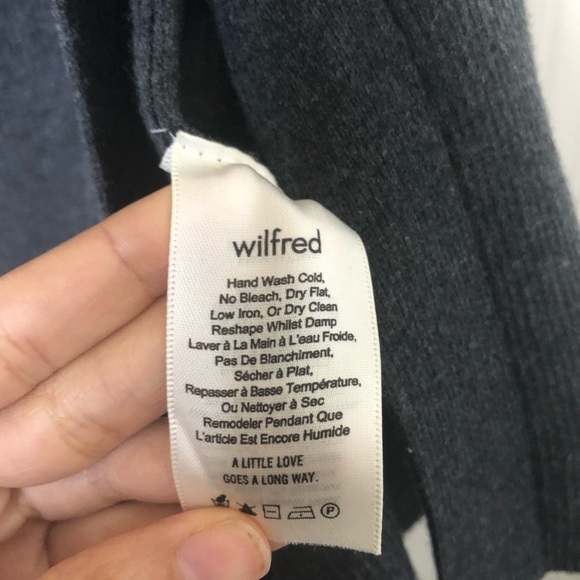 wilfred
Hand Wash Cold,
No Bleach, Dry Flat,
Low Iron, Or Dry Clean
Reshape Whilst Damp
Laver à La Main à L'eau Froide,
Pas De Blanchiment,
Sécher à Plat,
Repasser à Basse Température,
Ou Nettoyer à Sec
Remodeler Pendant Que
L'article Est Encore Humide
A LITTLE LOVE
GOES A LONG WAY.
P